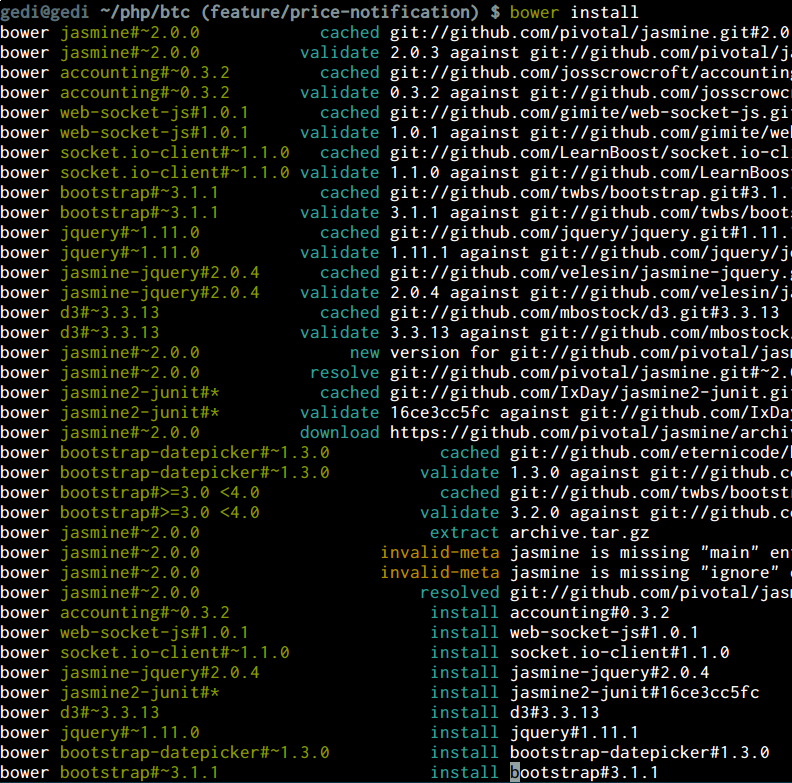 gedi@gedi ~/php/btc (feature/price-notification) $ bower install
bower jasmine#~2.0.0 cached git://github.com/pivotal/jasmine.git#2.0
bower jasmine#~2.0.0 validate 2.0.3 against git://github.com/pivotal/ja
bower accounting#~0.3.2 cached git://github.com/josscrowcroft/accounting
bower accounting#~0.3.2 validate 0.3.2 against git://github.com/josscrowc
bower web-socket-js#1.0.1 cached git://github.com/gimite/web-socket-js.gi
bower web-socket-js#1.0.1 validate 1.0.1 against git://github.com/gimite/we
bower socket.io-client#~1.1.0 cached git://github.com/LearnBoost/socket.io-cl
bower socket.io-client#~1.1.0 validate 1.1.0 against git://github.com/LearnBoos
bower bootstrap#~3.1.1 cached git://github.com/twbs/bootstrap.git#3.1.
bower bootstrap#~3.1.1 validate 3.1.1 against git://github.com/twbs/boots
bower jquery#~1.11.0 cached git://github.com/jquery/jquery.git#1.11.
bower jquery#~1.11.0 validate 1.11.1 against git://github.com/jquery/jq
bower jasmine-jquery#2.0.4 cached git://github.com/velesin/jasmine-jquery.g
bower jasmine-jquery#2.0.4 validate 2.0.4 against git://github.com/velesin/ja
bower d3#~3.3.13 cached git://github.com/mbostock/d3.git#3.3.13
bower d3#~3.3.13 validate 3.3.13 against git://github.com/mbostock/
bower jasmine#~2.0.0 new version for git://github.com/pivotal/jasm
bower jasmine#~2.0.0 resolve git://github.com/pivotal/jasmine.git#~2.0
bower jasmine2-junit#* cached git://github.com/IxDay/jasmine2-junit.git
bower jasmine2-junit#* validate 16ce3cc5fc against git://github.com/IxDa
bower jasmine#~2.0.0 download https://github.com/pivotal/jasmine/archi
bower bootstrap-datepicker#~1.3.0 cached git://github.com/eternicode/b
bower bootstrap-datepicker#~1.3.0 validate 1.3.0 against git://github.co
bower bootstrap#>=3.0 <4.0 cached git://github.com/twbs/bootst
bower bootstrap#>=3.0 <4.0 validate 3.2.0 against git://github.co
bower jasmine#~2.0.0 extract archive.tar.gz
bower jasmine#~2.0.0 invalid-meta jasmine is missing "main" en
bower jasmine#~2.0.0 invalid-meta jasmine is missing "ignore" e
bower jasmine#~2.0.0 resolved git://github.com/pivotal/jasm
bower accounting#~0.3.2 install accounting#0.3.2
bower web-socket-js#1.0.1 install web-socket-js#1.0.1
bower socket.io-client#~1.1.0 install socket.io-client#1.1.0
bower jasmine-jquery#2.0.4 install jasmine-jquery#2.0.4
bower jasmine2-junit#* install jasmine2-junit#16ce3cc5fc
bower d3#~3.3.13 install d3#3.3.13
bower jquery#~1.11.0 install jquery#1.11.1
bower bootstrap-datepicker#~1.3.0 install bootstrap-datepicker#1.3.0
bower bootstrap#~3.1.1 install bootstrap#3.1.1